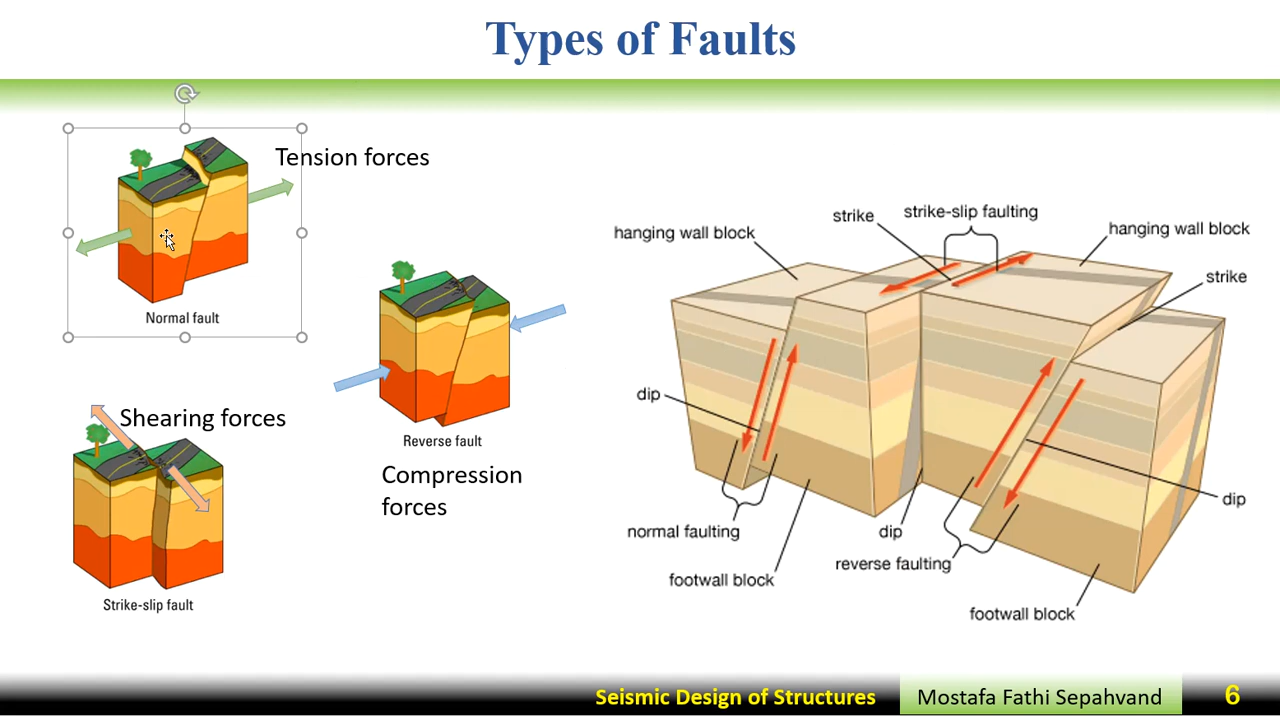 Types of Faults
Tension forces
Normal fault
Shearing forces
Strike-slip fault
Reverse fault
Compression
forces
strike
strike-slip faulting
hanging wall block
hanging wall block
strike
dip
dip
normal faulting
dip
reverse faulting
footwall block
footwall block
Seismic Design of Structures
Mostafa Fathi Sepahvand
6